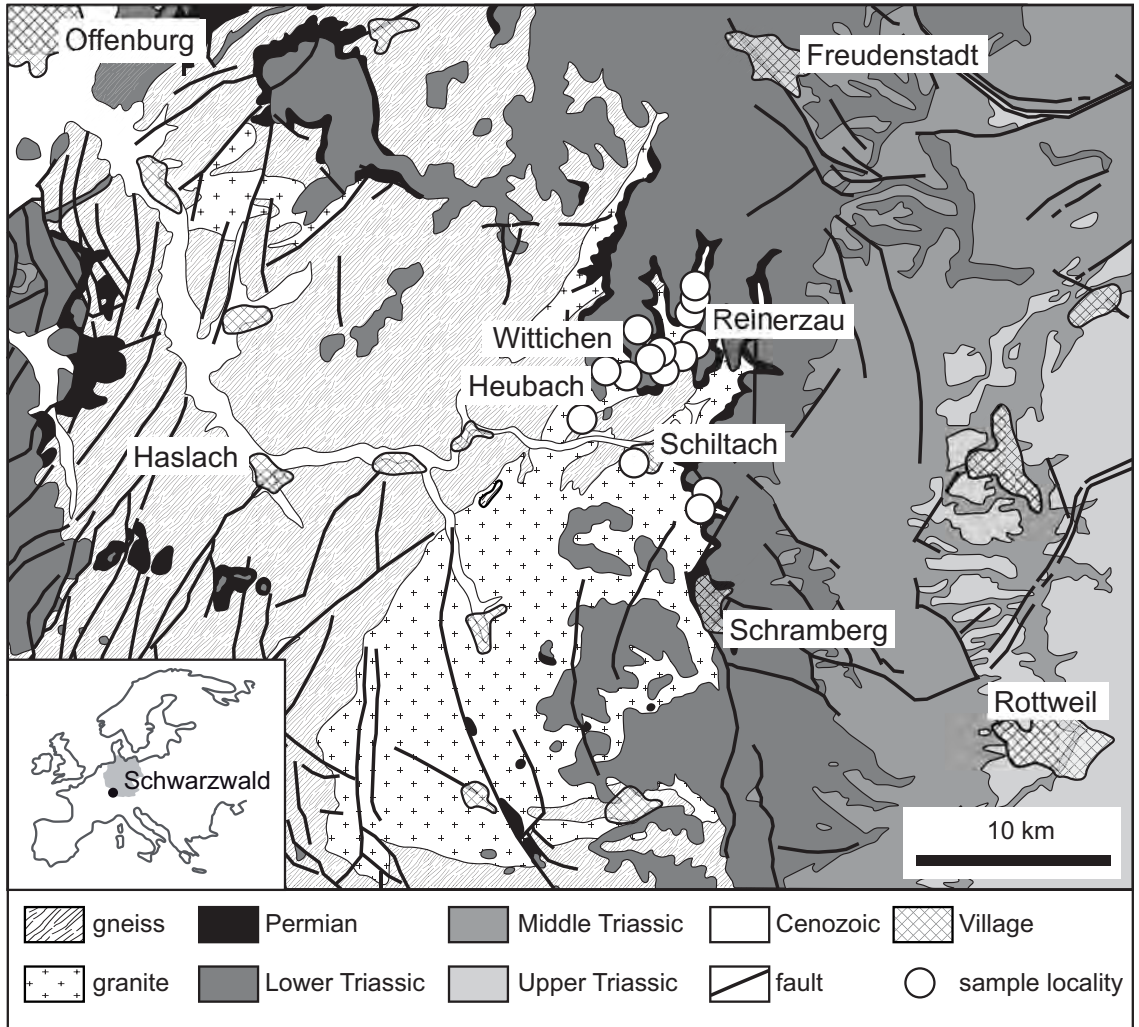 Offenburg
Freudenstadt
Reinerzau
Wittichen
Heubach
Schiltach
Haslach
Schramberg
Rottweil
Schwarzwald
10 km
gneiss
Permian
Middle Triassic
Cenozoic
Village
granite
Lower Triassic
Upper Triassic
fault
sample locality